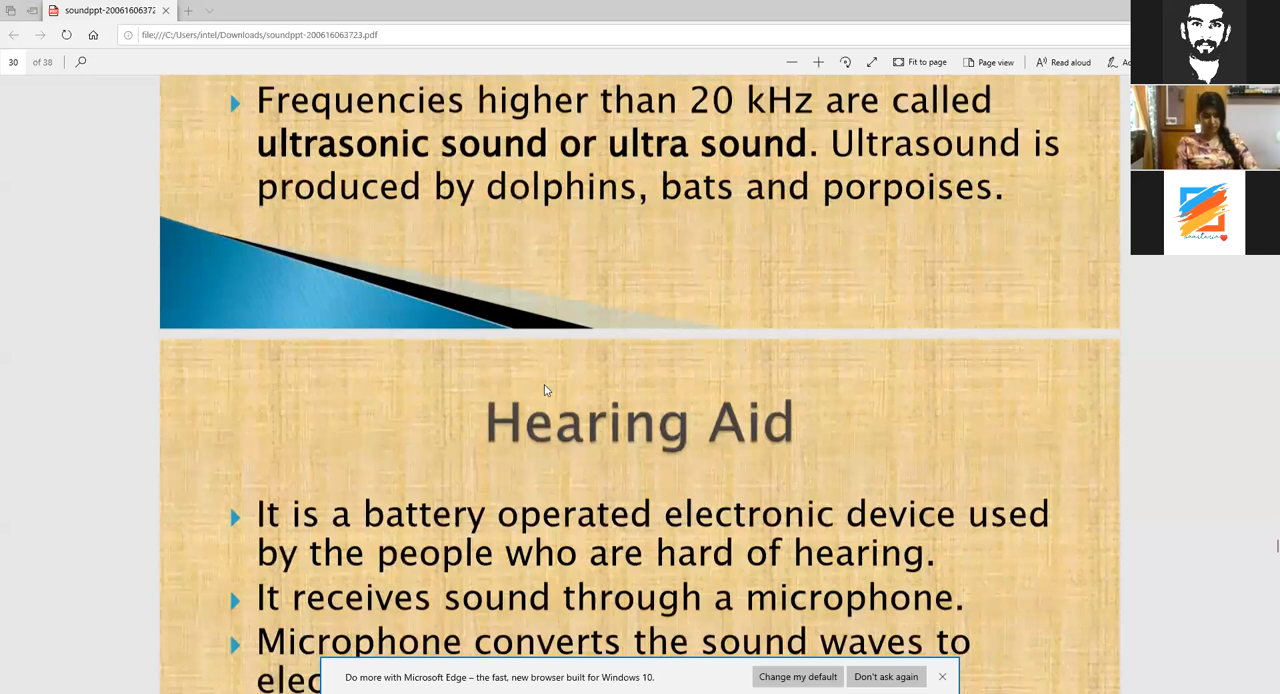 soundppt-20061606372
file:///C:/Users/intel/Downloads/soundppt-200616063723.pdf
30 of 38
Fit to page
Page view
Read aloud
Frequencies higher than 20 kHz are called
ultrasonic sound or ultra sound. Ultrasound is
produced by dolphins, bats and porpoises.
Hearing Aid
It is a battery operated electronic device used
by the people who are hard of hearing.
It receives sound through a microphone.
Microphone converts the sound waves to
elec
Do more with Microsoft Edge – the fast, new browser built for Windows 10.
Change my default
Don't ask again